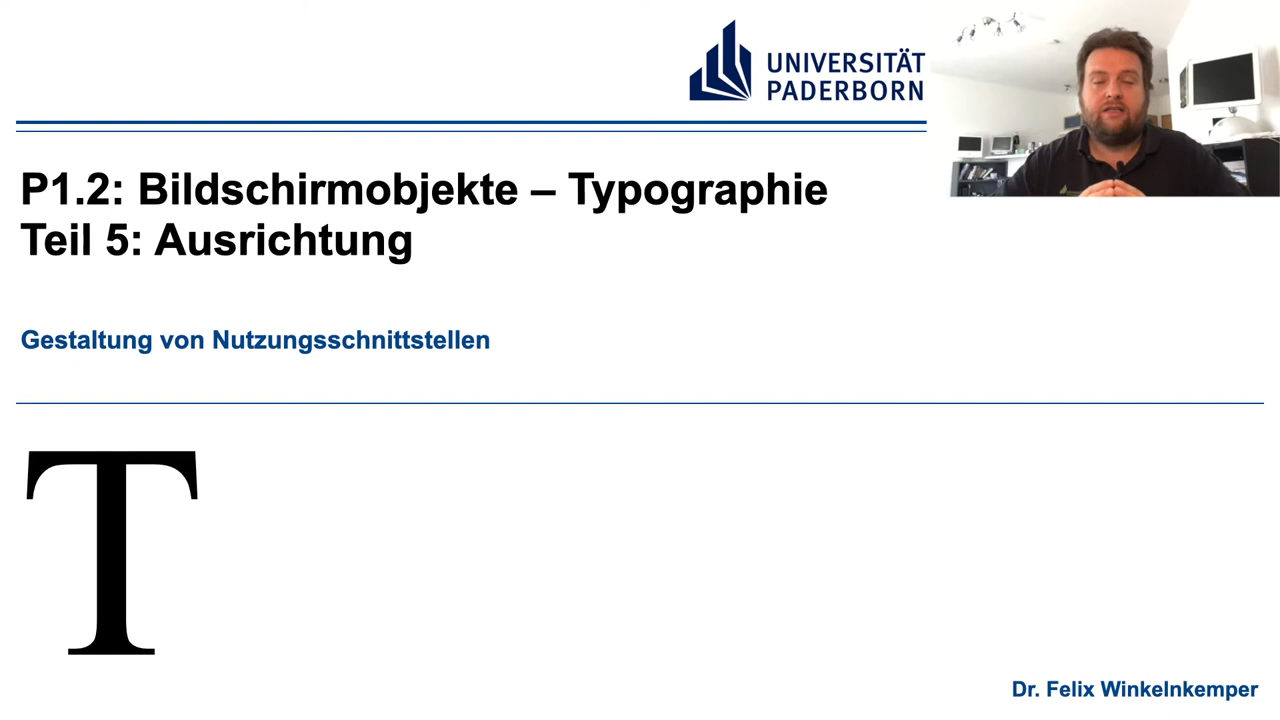 UNIVERSITÄT
PADERBORN
P1.2: Bildschirmobjekte – Typographie
Teil 5: Ausrichtung
Gestaltung von Nutzungsschnittstellen
T
Dr. Felix Winkelnkemper